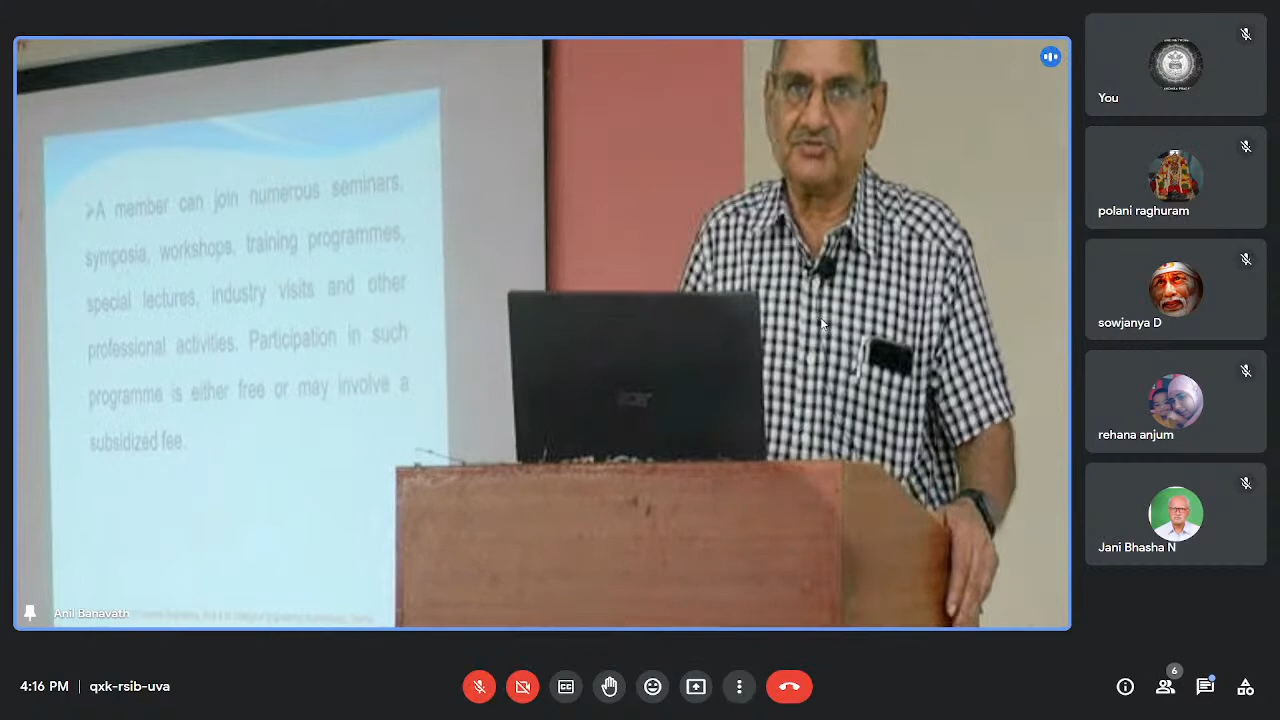 ➤A member can join numerous seminars,
symposia, workshops, training programmes,
special lectures, industry visits and other
professional activities. Participation in such
programme is either free or may involve a
subsidized fee.
acer
Anil Banavath
You
polani raghuram
sowjanya D
rehana anjum
Jani Bhasha N
4:16 PM
qxk-rsib-uva
6